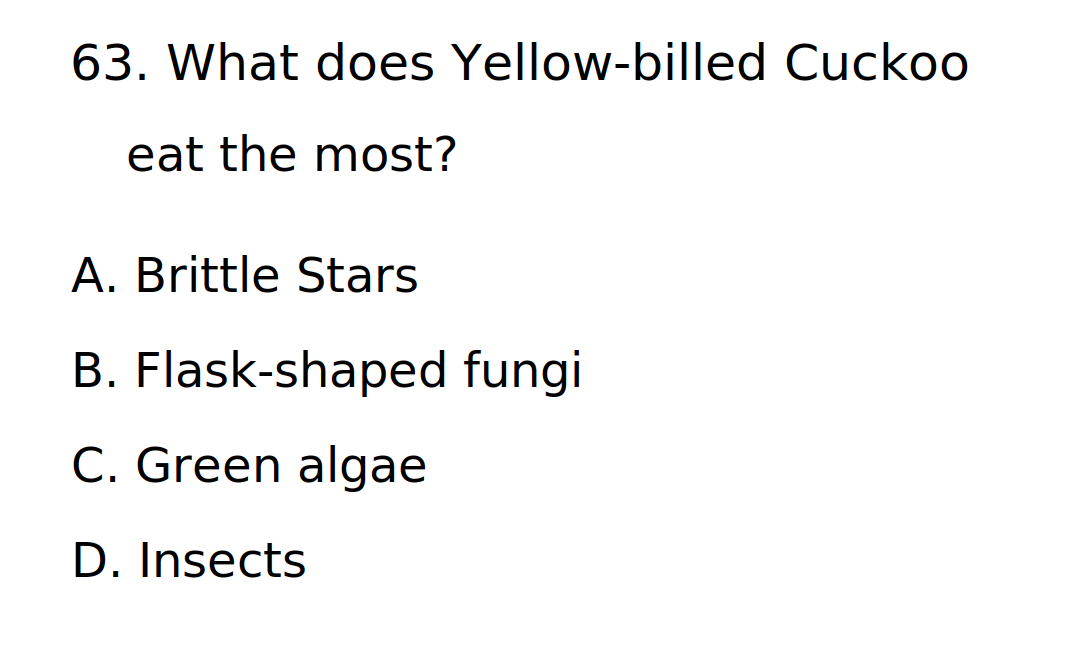 63. What does Yellow-billed Cuckoo
eat the most?
A. Brittle Stars
B. Flask-shaped fungi
C. Green algae
D. Insects